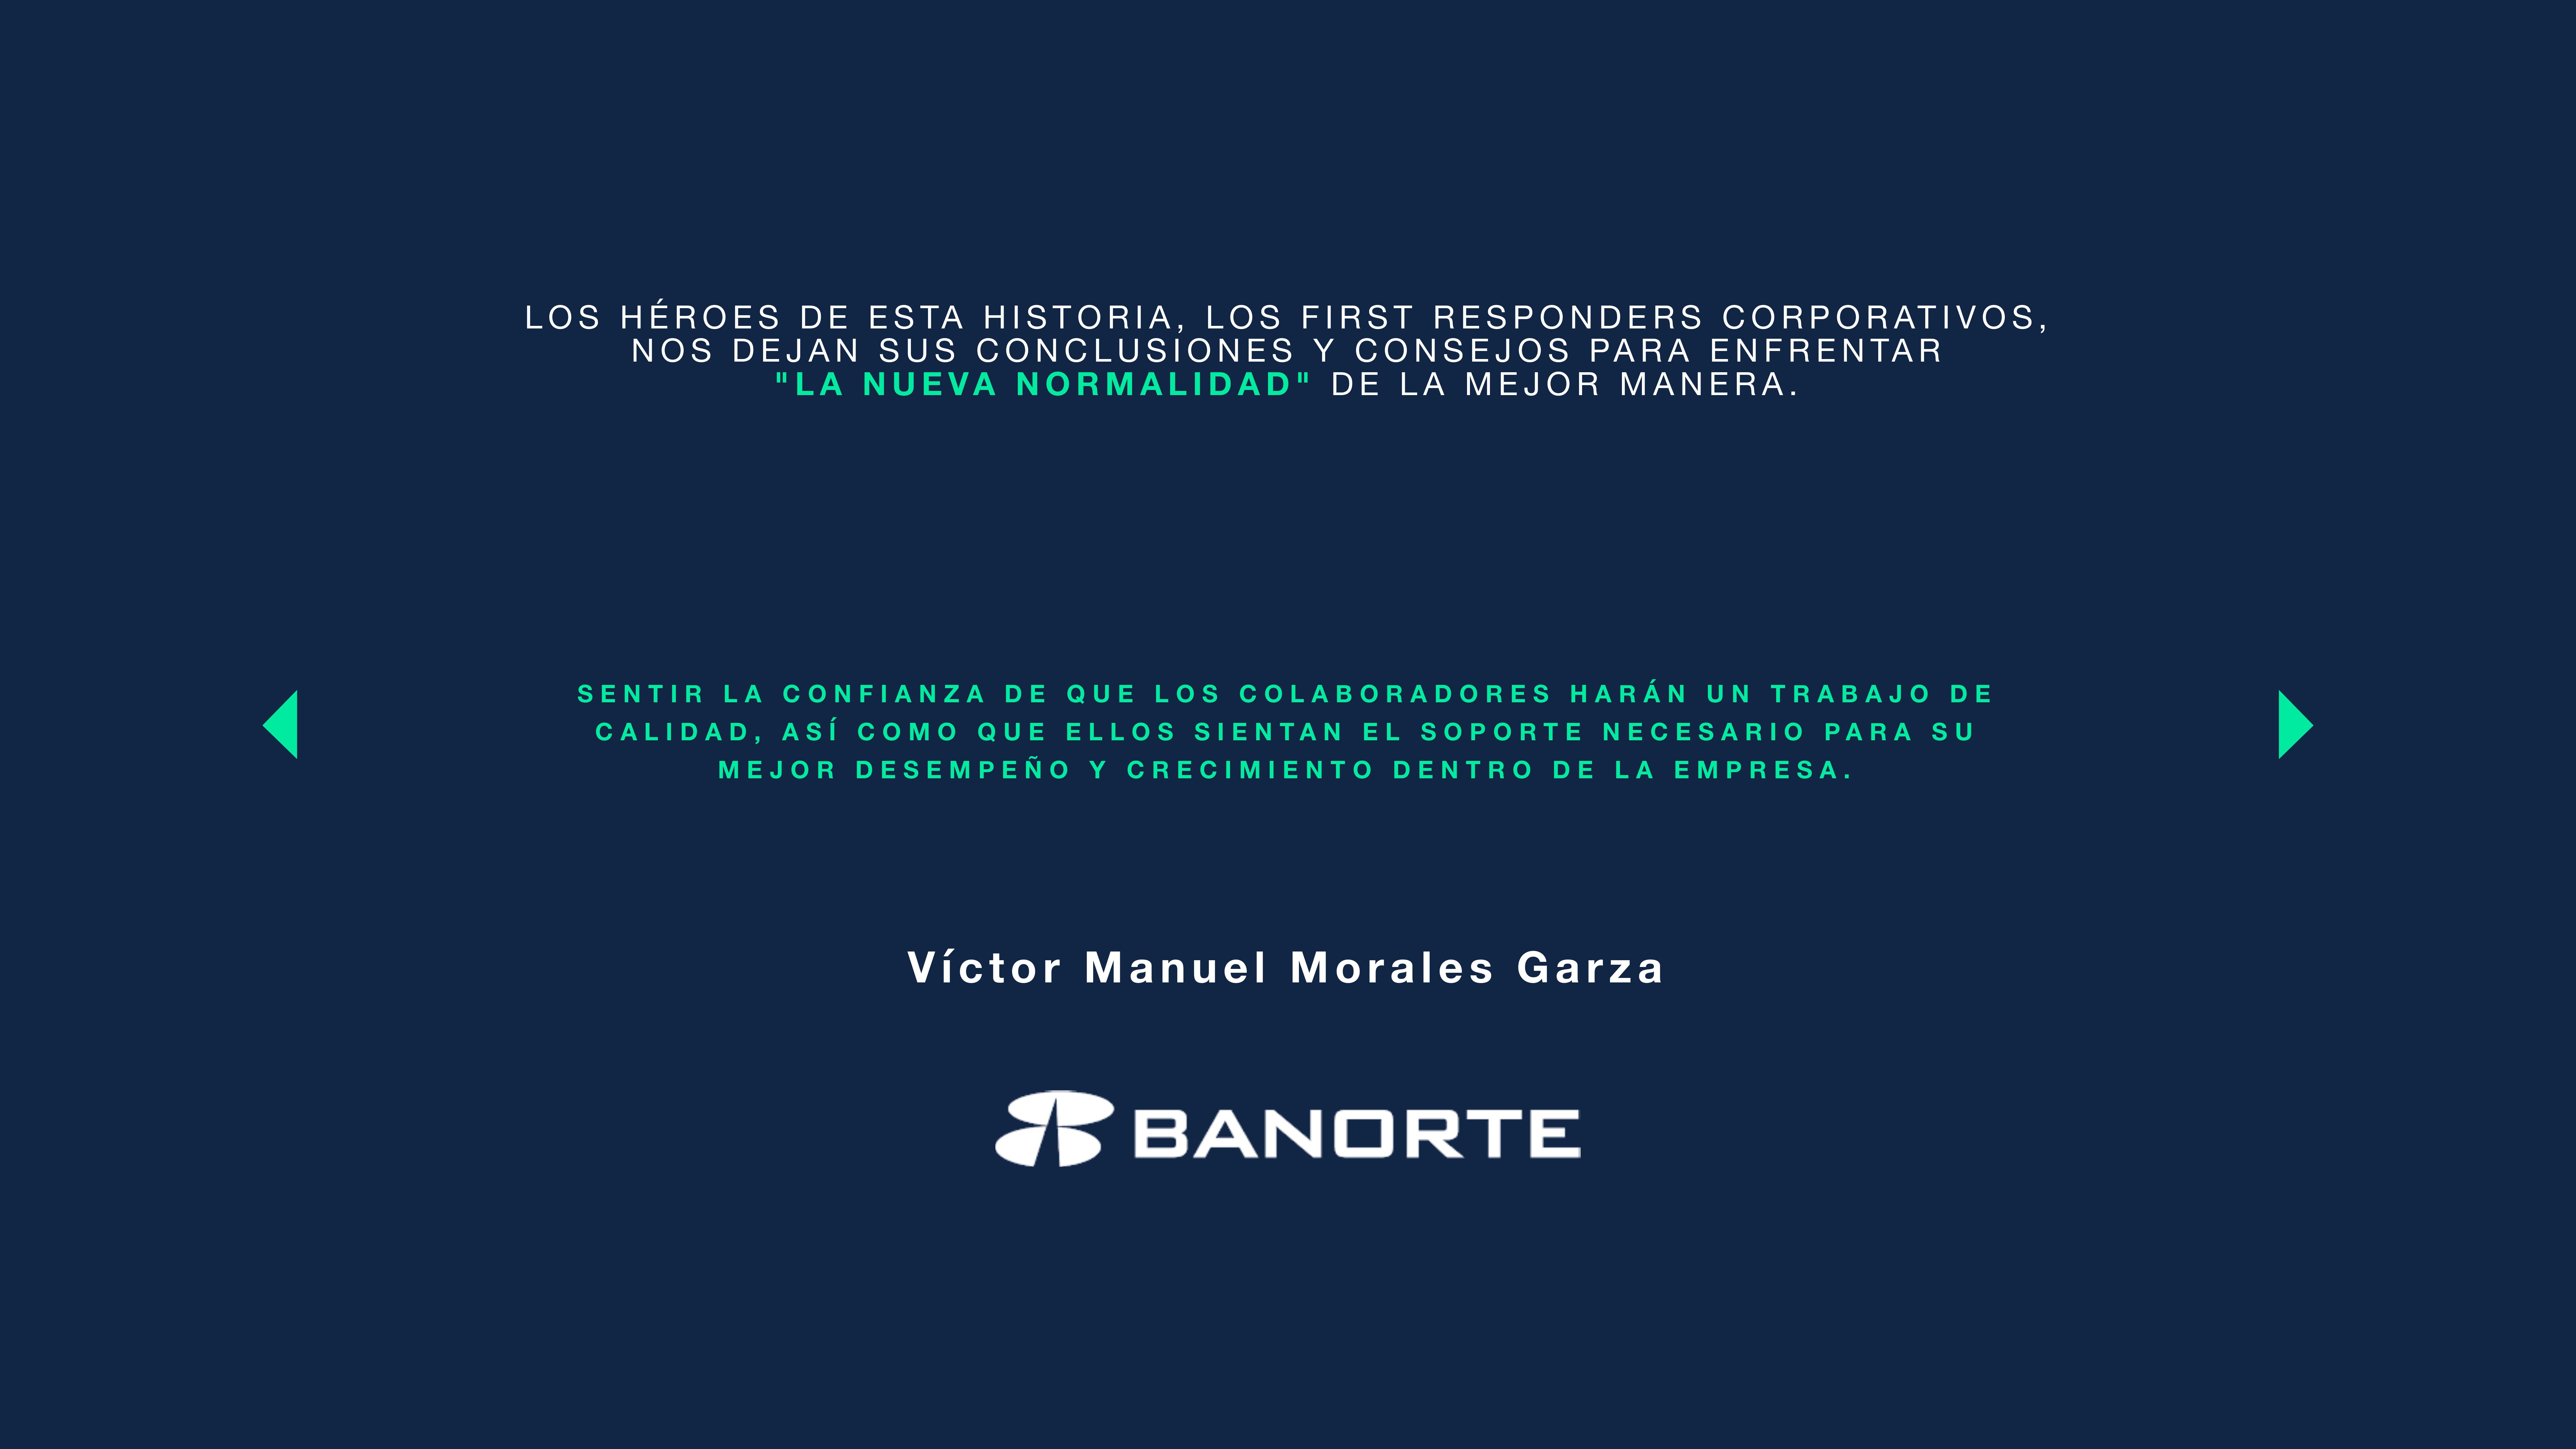 LOS HÉROES DE ESTA HISTORIA, LOS FIRST RESPONDERS CORPORATIVOS,
NOS DEJAN SUS CONCLUSIONES Y CONSEJOS PARA ENFRENTAR
"LA NUEVA NORMALIDAD" DE LA MEJOR MANERA.
SENTIR LA CONFIANZA DE QUE LOS COLABORADORES HARÁN UN TRABAJO DE
CALIDAD, ASÍ COMO QUE ELLOS SIENTAN EL SOPORTE NECESARIO PARA SU
MEJOR DESEMPEÑO Y CRECIMIENTO DENTRO DE LA EMPRESA.
Víctor Manuel Morales Garza
BANORTE